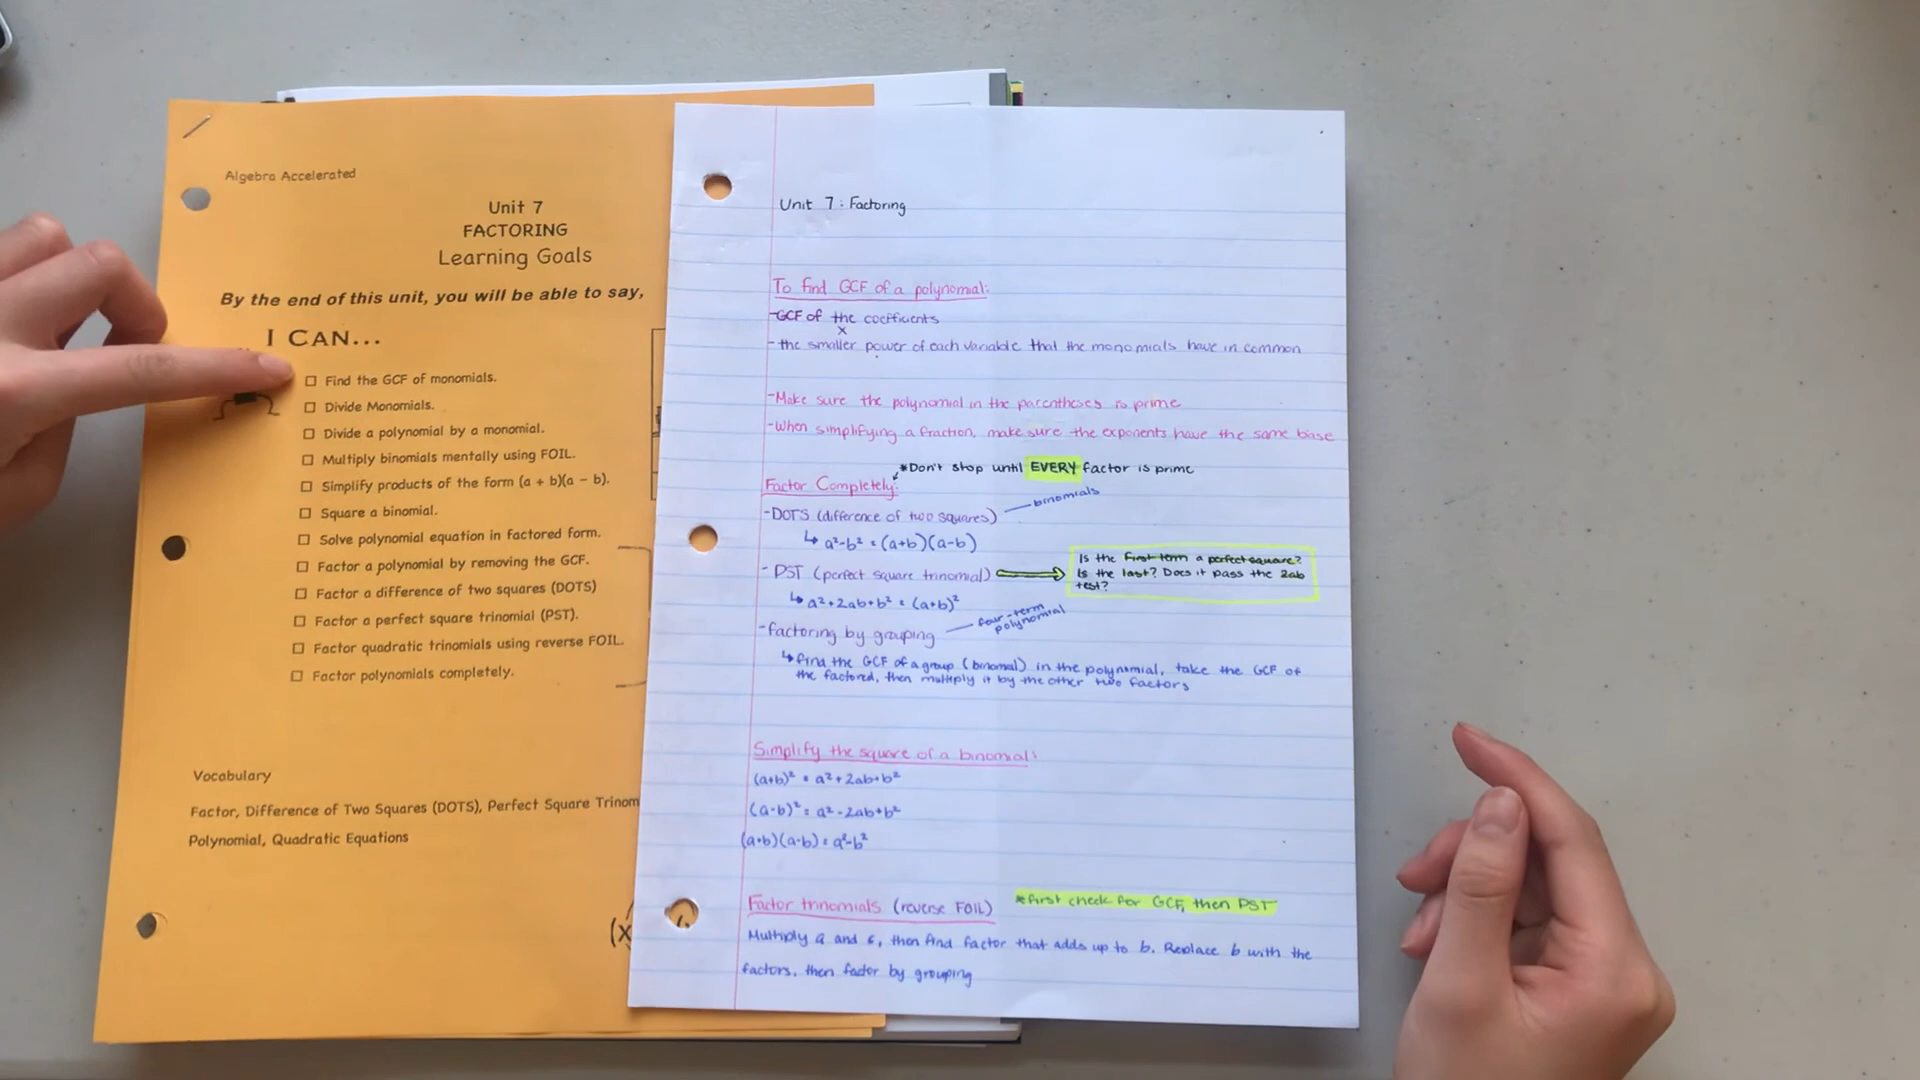 Algebra Accelerated
Unit 7
FACTORING
Learning Goals
By the end of this unit, you will be able to say,
I CAN...
☐ Find the GCF of monomials.
☐ Divide Monomials.
☐ Divide a polynomial by a monomial.
☐ Multiply binomials mentally using FOIL.
☐ Simplify products of the form (a + b)(a - b).
☐ Square a binomial.
☐ Solve polynomial equation in factored form.
☐ Factor a polynomial by removing the GCF.
☐ Factor a difference of two squares (DOTS)
☐ Factor a perfect square trinomial (PST).
☐ Factor quadratic trinomials using reverse FOIL.
☐ Factor polynomials completely.
Vocabulary
Factor, Difference of Two Squares (DOTS), Perfect Square Trinom
Polynomial, Quadratic Equations
(x
Unit 7: Factoring
To find GCF of a polynomial:
-GCF of the coefficients
x
- the smaller power of each variable that the monomials have in common
-Make sure the polynomial in the parentheses is prime
-When simplifying a fraction, make sure the exponents have the same base
*Don't stop until EVERY factor is prime
Factor Completely:
-DOTS (difference of two squares) — binomials
↳ a²-b² = (a+b)(a-b)
- PST (perfect square trinomial) ⟹
Is the first term a perfect square?
Is the last? Does it pass the 2ab
test?
↳ a²+2ab+b² = (a+b)²
-factoring by grouping — four-term
polynomial
↳ find the GCF of a group (binomial) in the polynomial, take the GCF of
the factored, then multiply it by the other two factors
Simplify the square of a binomial:
(a+b)² = a²+2ab+b²
(a-b)² = a²-2ab+b²
(a+b)(a-b) = a²-b²
Factor trinomials (reverse FOIL) *first check for GCF, then PST
Multiply a and c, then find factor that adds up to b. Replace b with the
factors, then factor by grouping